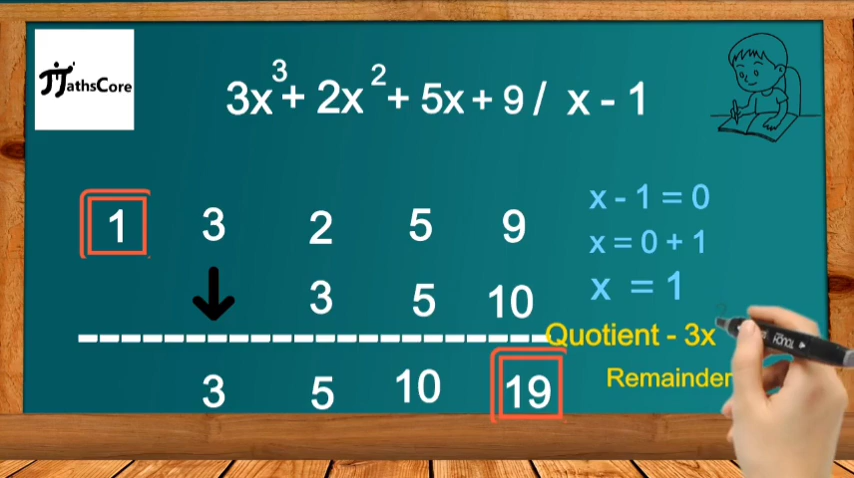 πathsCore
3x³ + 2x² + 5x + 9 / x - 1
1 3 2 5 9
3 5 10
3 5 10 19
x - 1 = 0
x = 0 + 1
x = 1
Quotient - 3x
Remainder